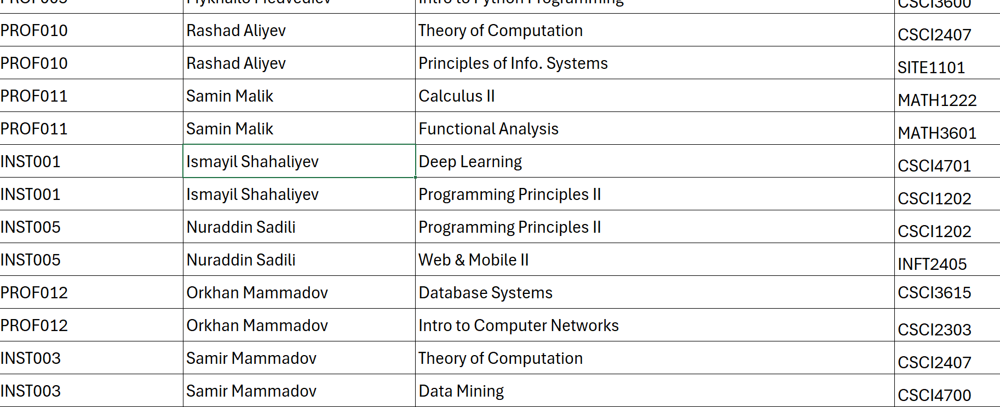 PROF010 Rashad Aliyev Theory of Computation CSCI2407
PROF010 Rashad Aliyev Principles of Info. Systems SITE1101
PROF011 Samin Malik Calculus II MATH1222
PROF011 Samin Malik Functional Analysis MATH3601
INST001 Ismayil Shahaliyev Deep Learning CSCI4701
INST001 Ismayil Shahaliyev Programming Principles II CSCI1202
INST005 Nuraddin Sadili Programming Principles II CSCI1202
INST005 Nuraddin Sadili Web & Mobile II INFT2405
PROF012 Orkhan Mammadov Database Systems CSCI3615
PROF012 Orkhan Mammadov Intro to Computer Networks CSCI2303
INST003 Samir Mammadov Theory of Computation CSCI2407
INST003 Samir Mammadov Data Mining CSCI4700